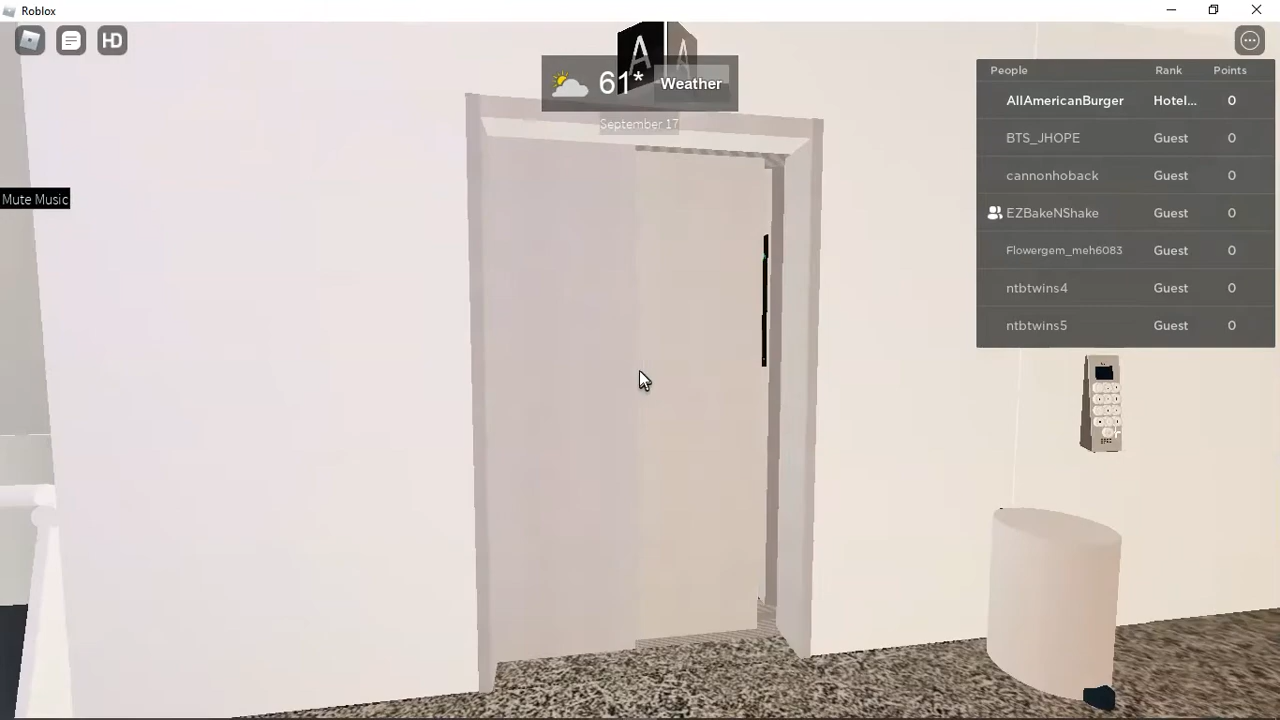 Roblox
HD
A A
61* Weather
September 17
Mute Music
People Rank Points
AllAmericanBurger Hotel... 0
BTS_JHOPE Guest 0
cannonhoback Guest 0
EZBakeNShake Guest 0
Flowergem_meh6083 Guest 0
ntbtwins4 Guest 0
ntbtwins5 Guest 0